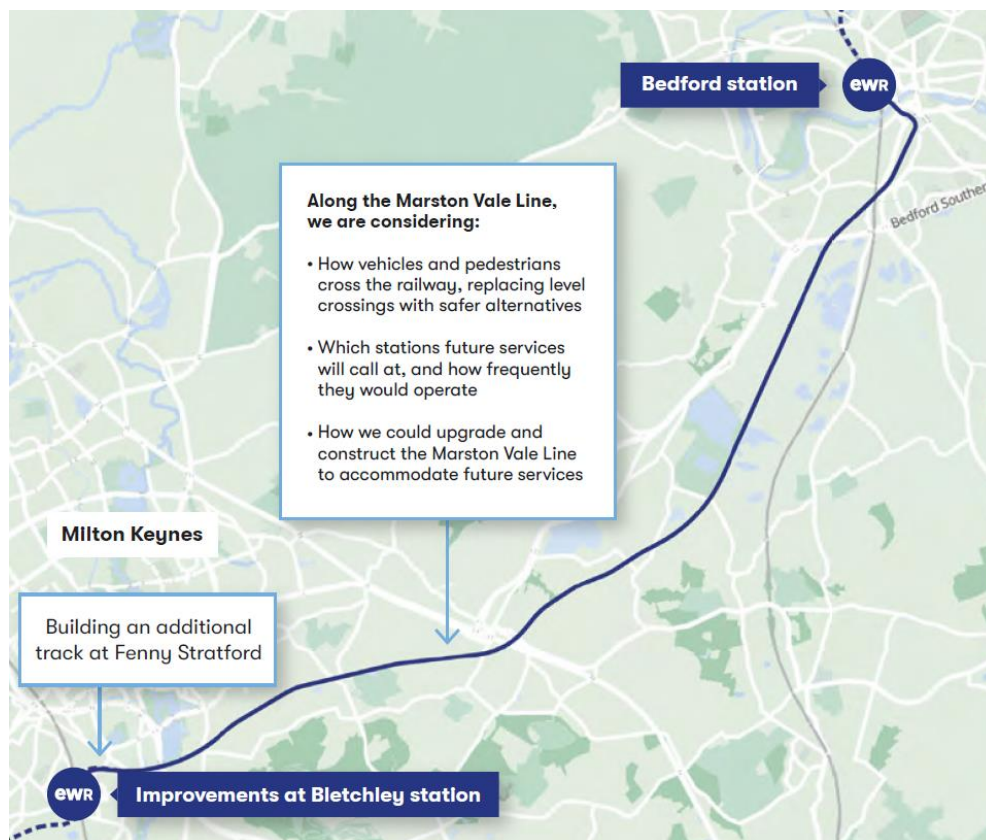 Bedford station
ewR
Bedford Southern
Along the Marston Vale Line,
we are considering:
• How vehicles and pedestrians
cross the railway, replacing level
crossings with safer alternatives
• Which stations future services
will call at, and how frequently
they would operate
• How we could upgrade and
construct the Marston Vale Line
to accommodate future services
Milton Keynes
Building an additional
track at Fenny Stratford
ewR
Improvements at Bletchley station